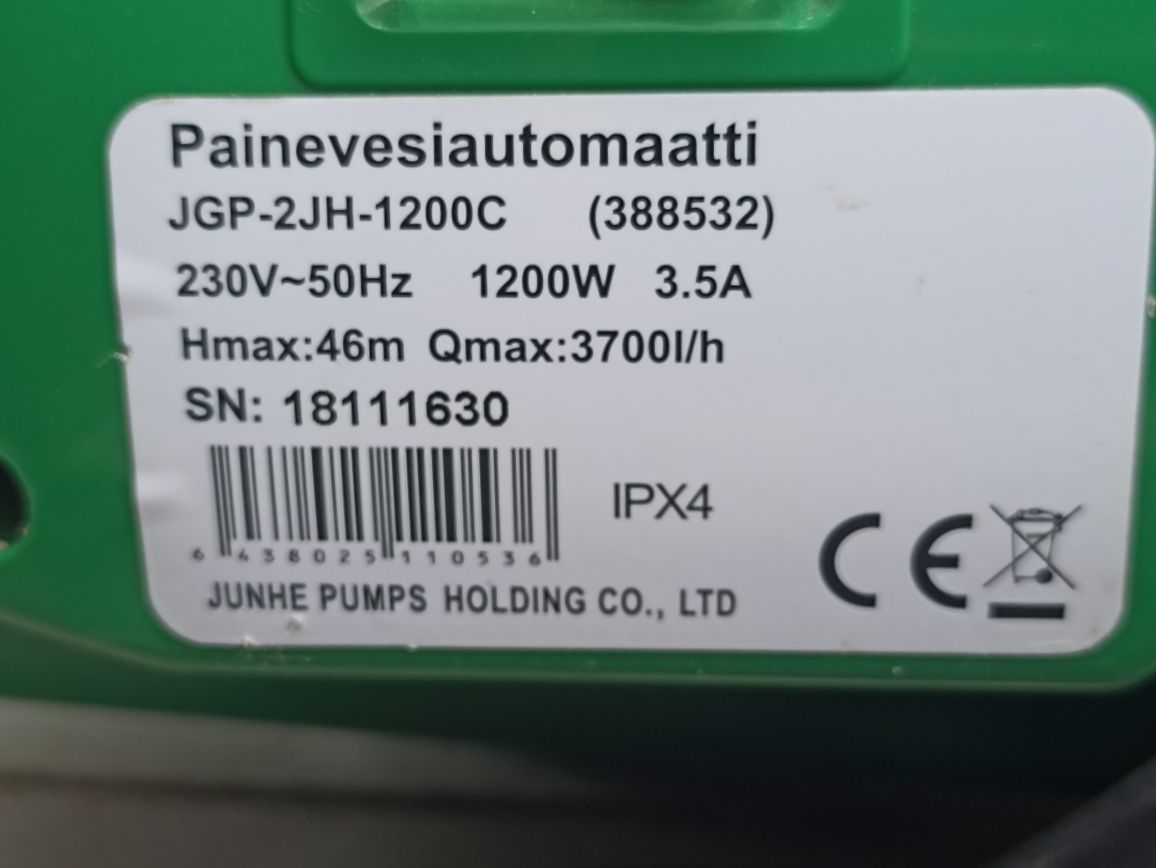 Painevesiautomaatti
JGP-2JH-1200C (388532)
230V~50Hz 1200W 3.5A
Hmax:46m Qmax:3700l/h
SN: 18111630
IPX4
6 438025 110536
CE
JUNHE PUMPS HOLDING CO., LTD